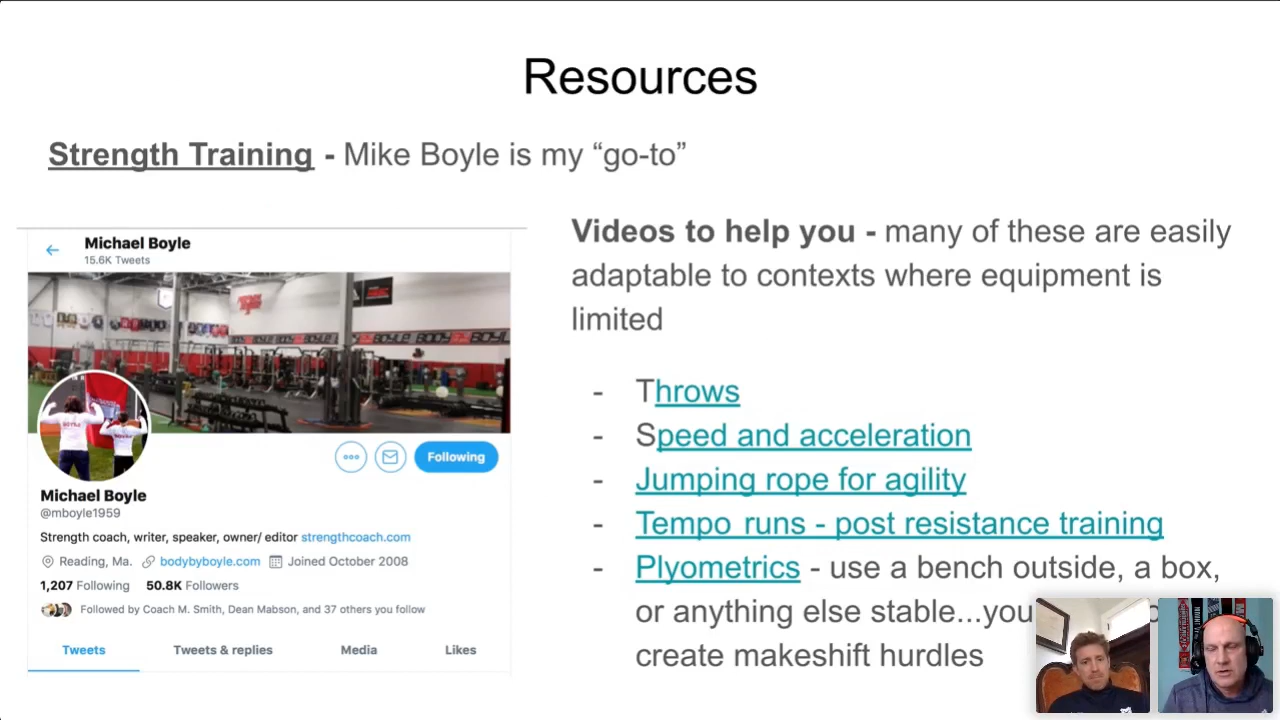 Resources
Strength Training - Mike Boyle is my “go-to”
Michael Boyle
15.6K Tweets
Following
Michael Boyle
@mboyle1959
Strength coach, writer, speaker, owner/ editor strengthcoach.com
Reading, Ma. bodybyboyle.com Joined October 2008
1,207 Following 50.8K Followers
Followed by Coach M. Smith, Dean Mabson, and 37 others you follow
Tweets Tweets & replies Media Likes
Videos to help you - many of these are easily
adaptable to contexts where equipment is
limited
- Throws
- Speed and acceleration
- Jumping rope for agility
- Tempo runs - post resistance training
- Plyometrics - use a bench outside, a box,
or anything else stable...you
create makeshift hurdles